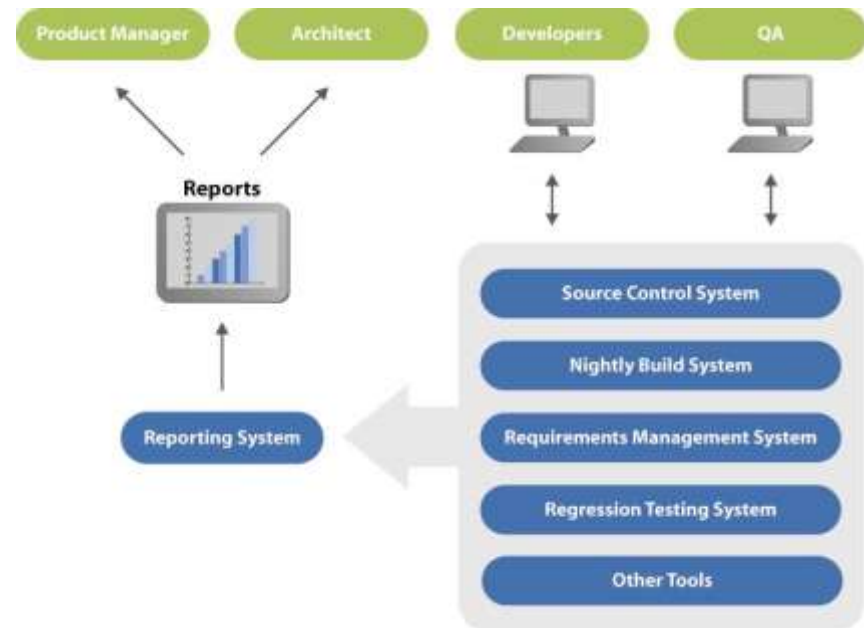 Product Manager
Architect
Developers
QA
Reports
Source Control System
Nightly Build System
Reporting System
Requirements Management System
Regression Testing System
Other Tools